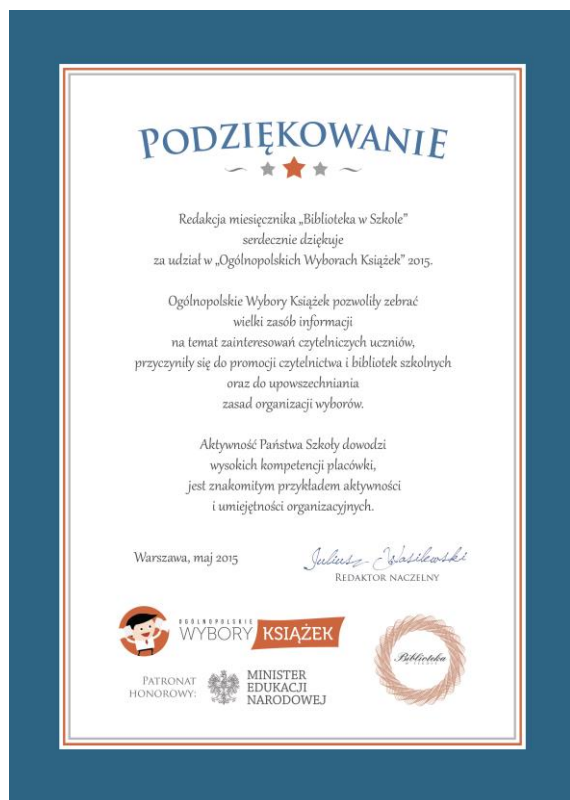 PODZIĘKOWANIE
Redakcja miesięcznika „Biblioteka w Szkole”
serdecznie dziękuje
za udział w „Ogólnopolskich Wyborach Książek” 2015.
Ogólnopolskie Wybory Książek pozwoliły zebrać
wielki zasób informacji
na temat zainteresowań czytelniczych uczniów,
przyczyniły się do promocji czytelnictwa i bibliotek szkolnych
oraz do upowszechniania
zasad organizacji wyborów.
Aktywność Państwa Szkoły dowodzi
wysokich kompetencji placówki,
jest znakomitym przykładem aktywności
i umiejętności organizacyjnych.
Warszawa, maj 2015
Juliusz Wasilewski
REDAKTOR NACZELNY
OGÓLNOPOLSKIE
WYBORY KSIĄŻEK
PATRONAT
HONOROWY:
MINISTER
EDUKACJI
NARODOWEJ
Biblioteka
W SZKOLE